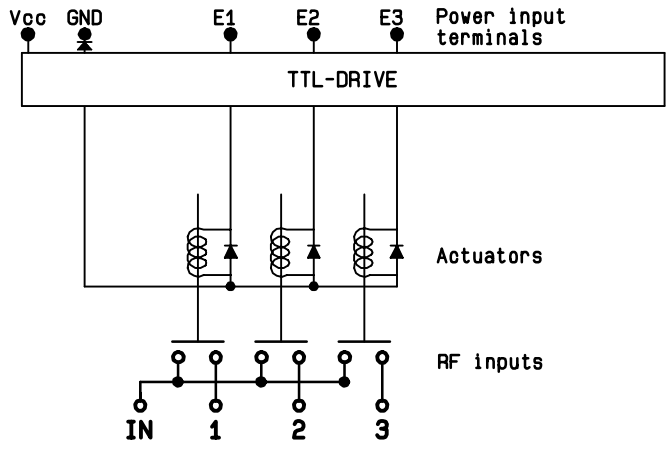 Vcc GND E1 E2 E3 Power input
terminals
TTL-DRIVE
Actuators
RF inputs
IN 1 2 3